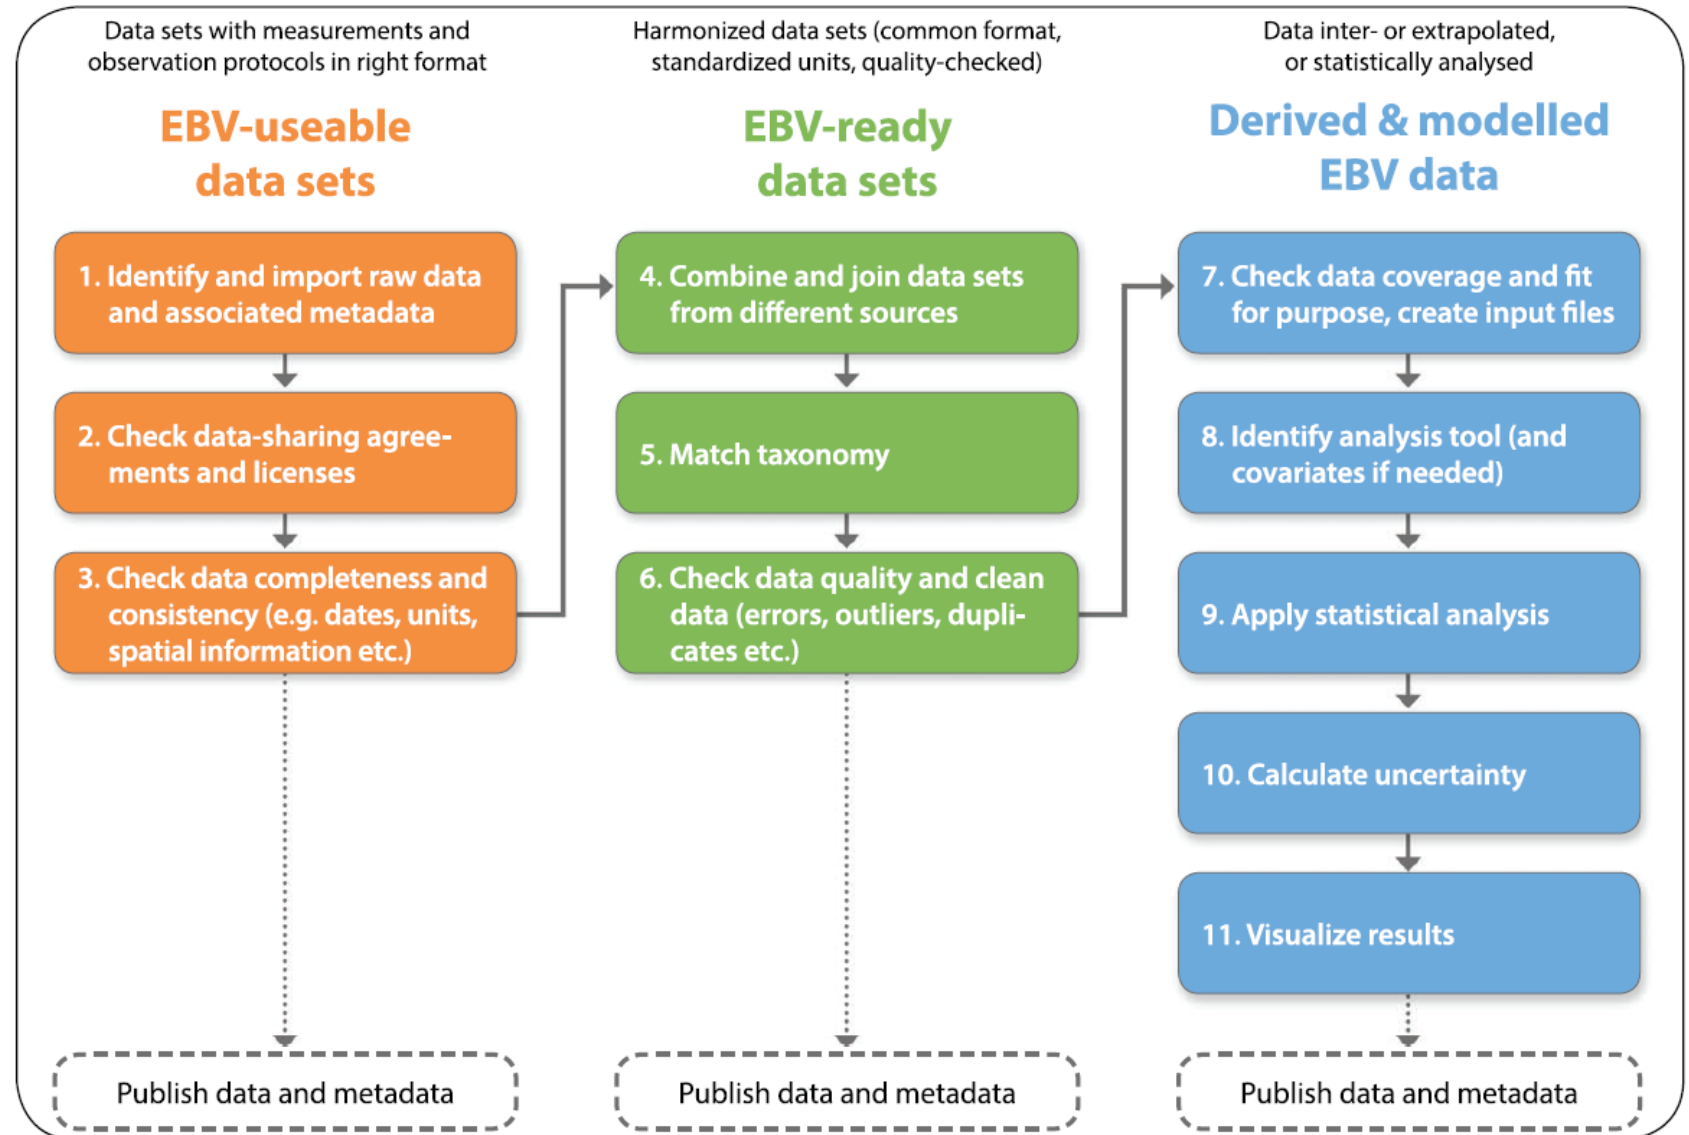 Data sets with measurements and
observation protocols in right format
EBV-useable
data sets
1. Identify and import raw data
and associated metadata
2. Check data-sharing agree-
ments and licenses
3. Check data completeness and
consistency (e.g. dates, units,
spatial information etc.)
Publish data and metadata
Harmonized data sets (common format,
standardized units, quality-checked)
EBV-ready
data sets
4. Combine and join data sets
from different sources
5. Match taxonomy
6. Check data quality and clean
data (errors, outliers, dupli-
cates etc.)
Publish data and metadata
Data inter- or extrapolated,
or statistically analysed
Derived & modelled
EBV data
7. Check data coverage and fit
for purpose, create input files
8. Identify analysis tool (and
covariates if needed)
9. Apply statistical analysis
10. Calculate uncertainty
11. Visualize results
Publish data and metadata